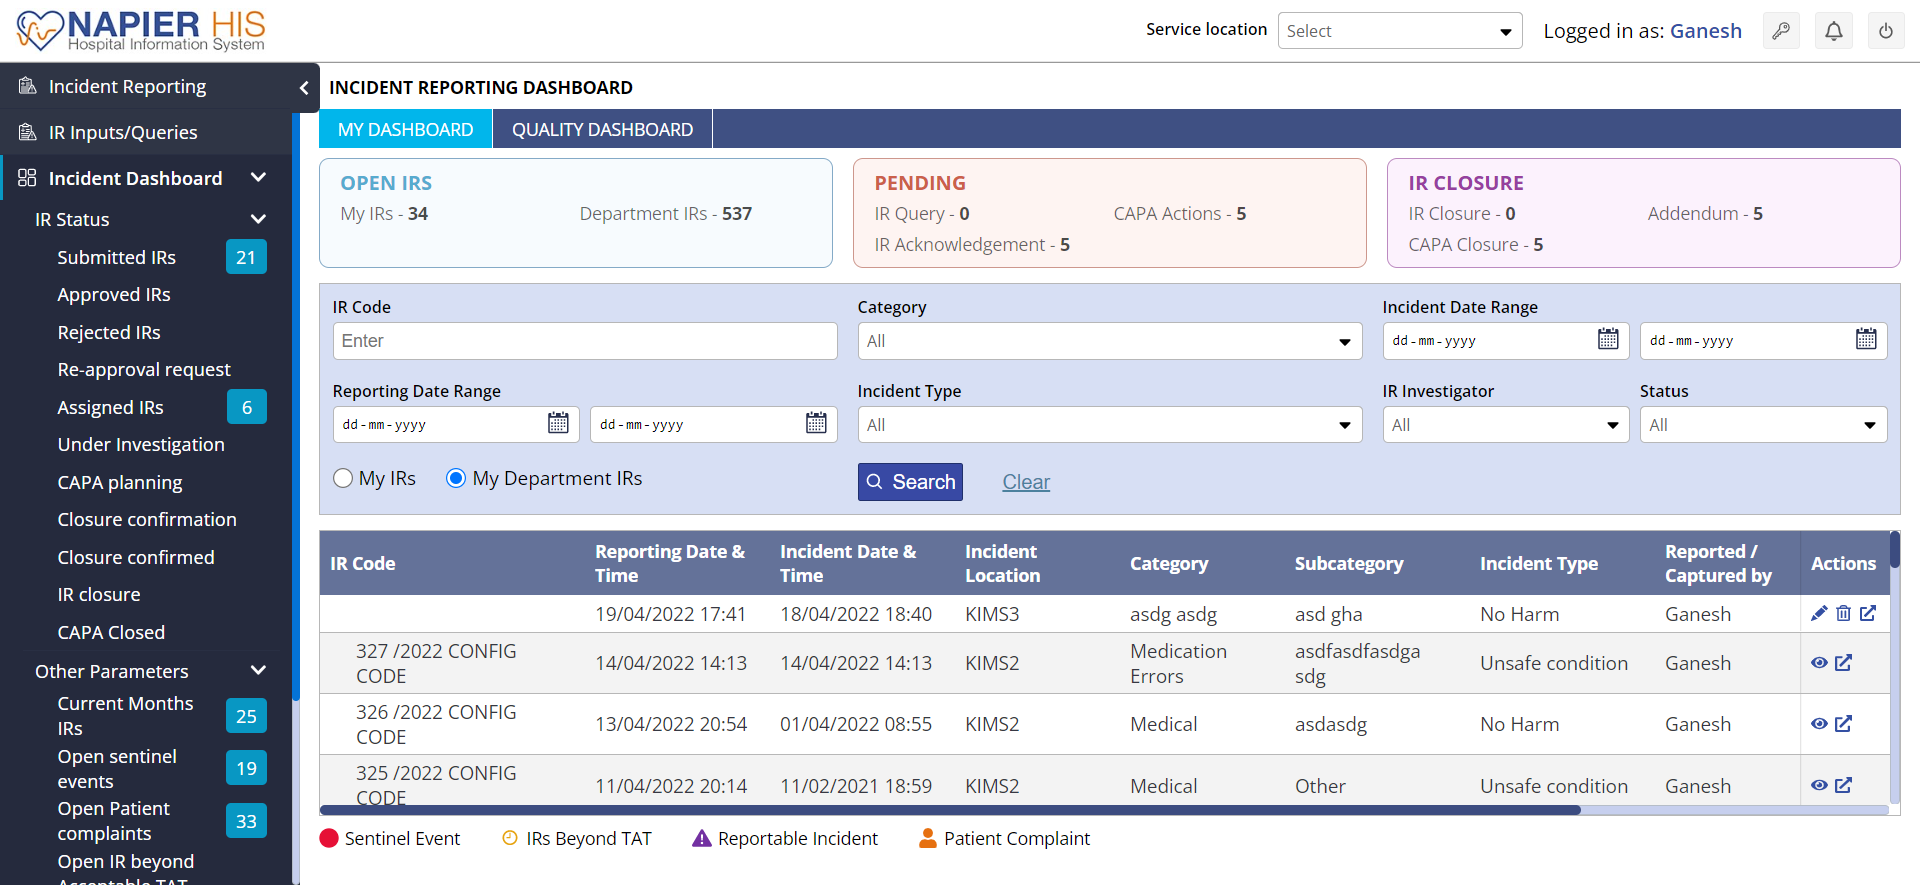 NAPIER HIS
Hospital Information System
Service location
Select
Logged in as: Ganesh
Incident Reporting
IR Inputs/Queries
Incident Dashboard
IR Status
Submitted IRs 21
Approved IRs
Rejected IRs
Re-approval request
Assigned IRs 6
Under Investigation
CAPA planning
Closure confirmation
Closure confirmed
IR closure
CAPA Closed
Other Parameters
Current Months
IRs
25
Open sentinel
events
19
Open Patient
complaints
33
Open IR beyond
Acceptable TAT
INCIDENT REPORTING DASHBOARD
MY DASHBOARD QUALITY DASHBOARD
OPEN IRS
My IRs - 34 Department IRs - 537
PENDING
IR Query - 0 CAPA Actions - 5
IR Acknowledgement - 5
IR CLOSURE
IR Closure - 0 Addendum - 5
CAPA Closure - 5
IR Code Category Incident Date Range
Enter All dd-mm-yyyy dd-mm-yyyy
Reporting Date Range Incident Type IR Investigator Status
dd-mm-yyyy dd-mm-yyyy All All All
My IRs My Department IRs Search Clear
IR Code Reporting Date & Time Incident Date & Time Incident Location Category Subcategory Incident Type Reported / Captured by Actions
19/04/2022 17:41 18/04/2022 18:40 KIMS3 asdg asdg asd gha No Harm Ganesh
327 /2022 CONFIG CODE 14/04/2022 14:13 14/04/2022 14:13 KIMS2 Medication Errors asdfasdfasdga sdg Unsafe condition Ganesh
326 /2022 CONFIG CODE 13/04/2022 20:54 01/04/2022 08:55 KIMS2 Medical asdasdg No Harm Ganesh
325 /2022 CONFIG CODE 11/04/2022 20:14 11/02/2021 18:59 KIMS2 Medical Other Unsafe condition Ganesh
Sentinel Event IRs Beyond TAT Reportable Incident Patient Complaint